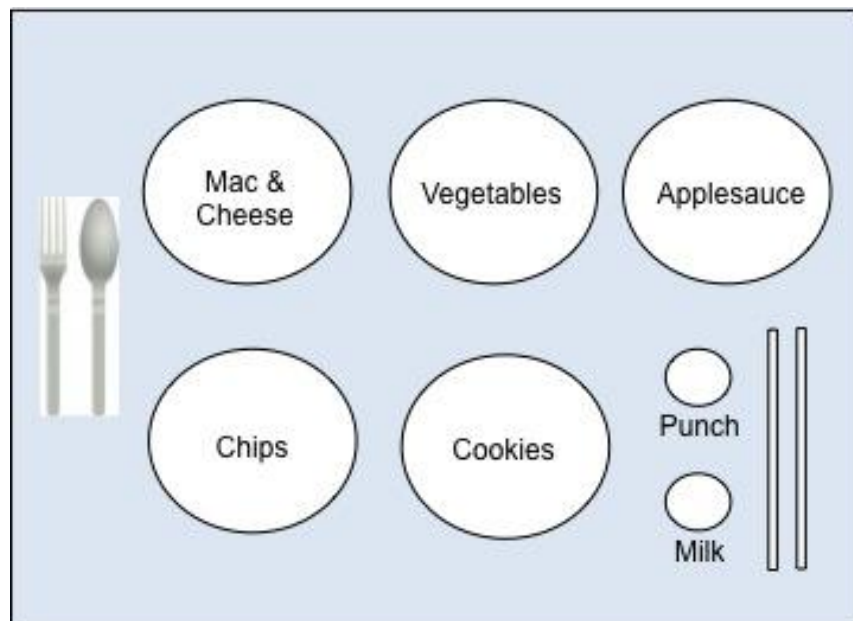 Mac &
Cheese
Vegetables
Applesauce
Chips
Cookies
Punch
Milk